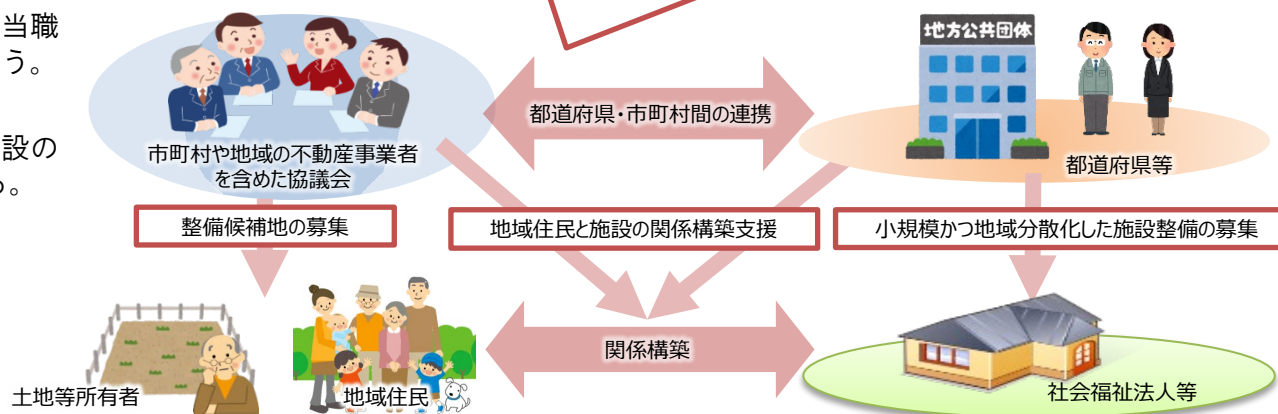 当職
う。
設の
地方公共団体
都道府県・市町村間の連携
市町村や地域の不動産事業者
を含めた協議会
都道府県等
整備候補地の募集
地域住民と施設の関係構築支援
小規模かつ地域分散化した施設整備の募集
関係構築
土地等所有者
地域住民
社会福祉法人等